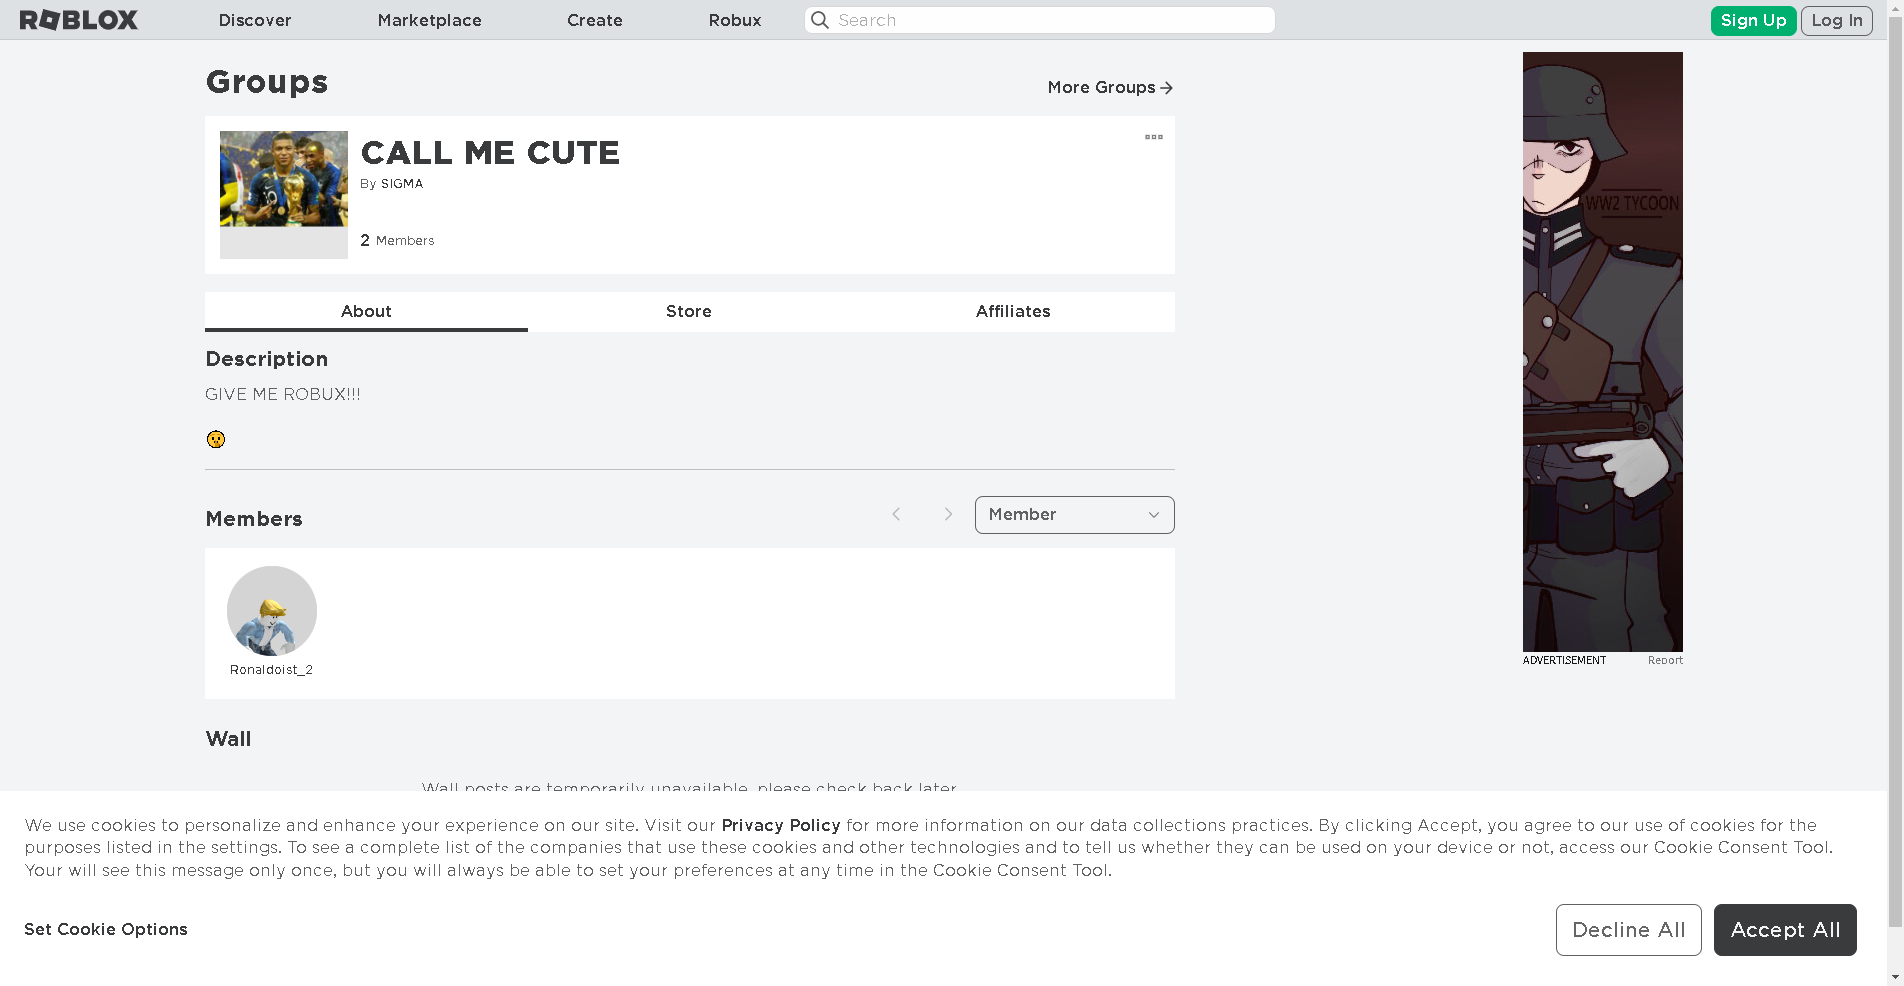 ROBLOX Discover Marketplace Create Robux Search Sign Up Log In
Groups
More Groups
CALL ME CUTE
By SIGMA
2 Members
About Store Affiliates
Description
GIVE ME ROBUX!!!
Members
Member
Ronaldoist_2
WW2 TYCOON
ADVERTISEMENT Report
Wall
Wall posts are temporarily unavailable, please check back later.
We use cookies to personalize and enhance your experience on our site. Visit our Privacy Policy for more information on our data collections practices. By clicking Accept, you agree to our use of cookies for the
purposes listed in the settings. To see a complete list of the companies that use these cookies and other technologies and to tell us whether they can be used on your device or not, access our Cookie Consent Tool.
Your will see this message only once, but you will always be able to set your preferences at any time in the Cookie Consent Tool.
Set Cookie Options
Decline All
Accept All